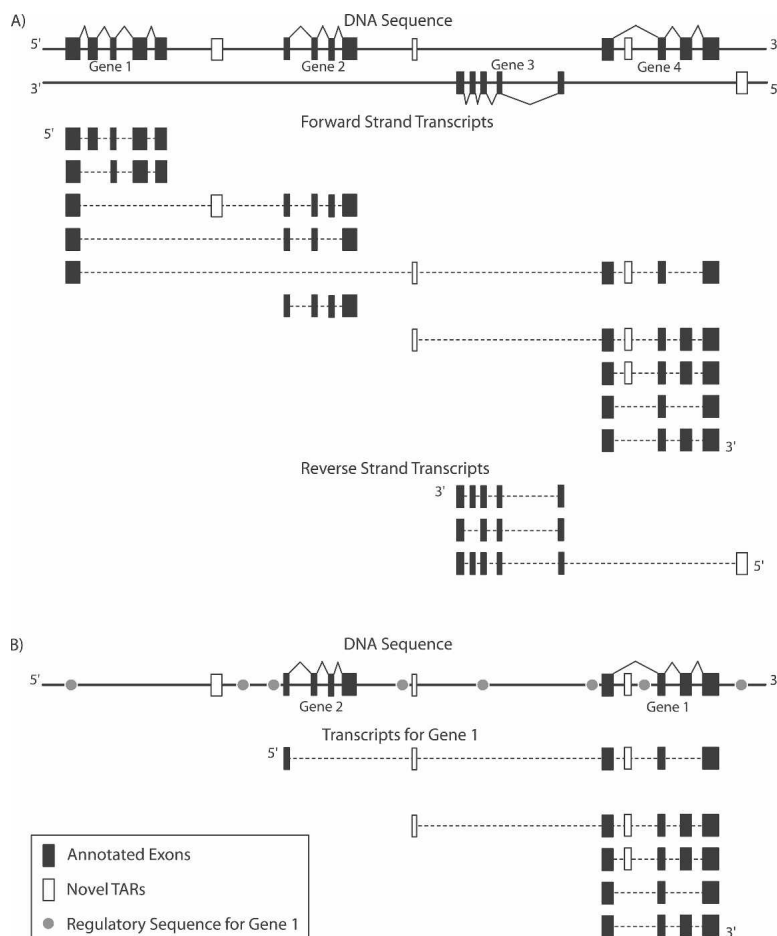 A)
DNA Sequence
5'
3'
Gene 1
Gene 2
Gene 3
Gene 4
3'
5'
Forward Strand Transcripts
5'
3'
Reverse Strand Transcripts
3'
5'
B)
DNA Sequence
5'
3'
Gene 2
Gene 1
Transcripts for Gene 1
5'
Annotated Exons
Novel TARs
Regulatory Sequence for Gene 1
3'